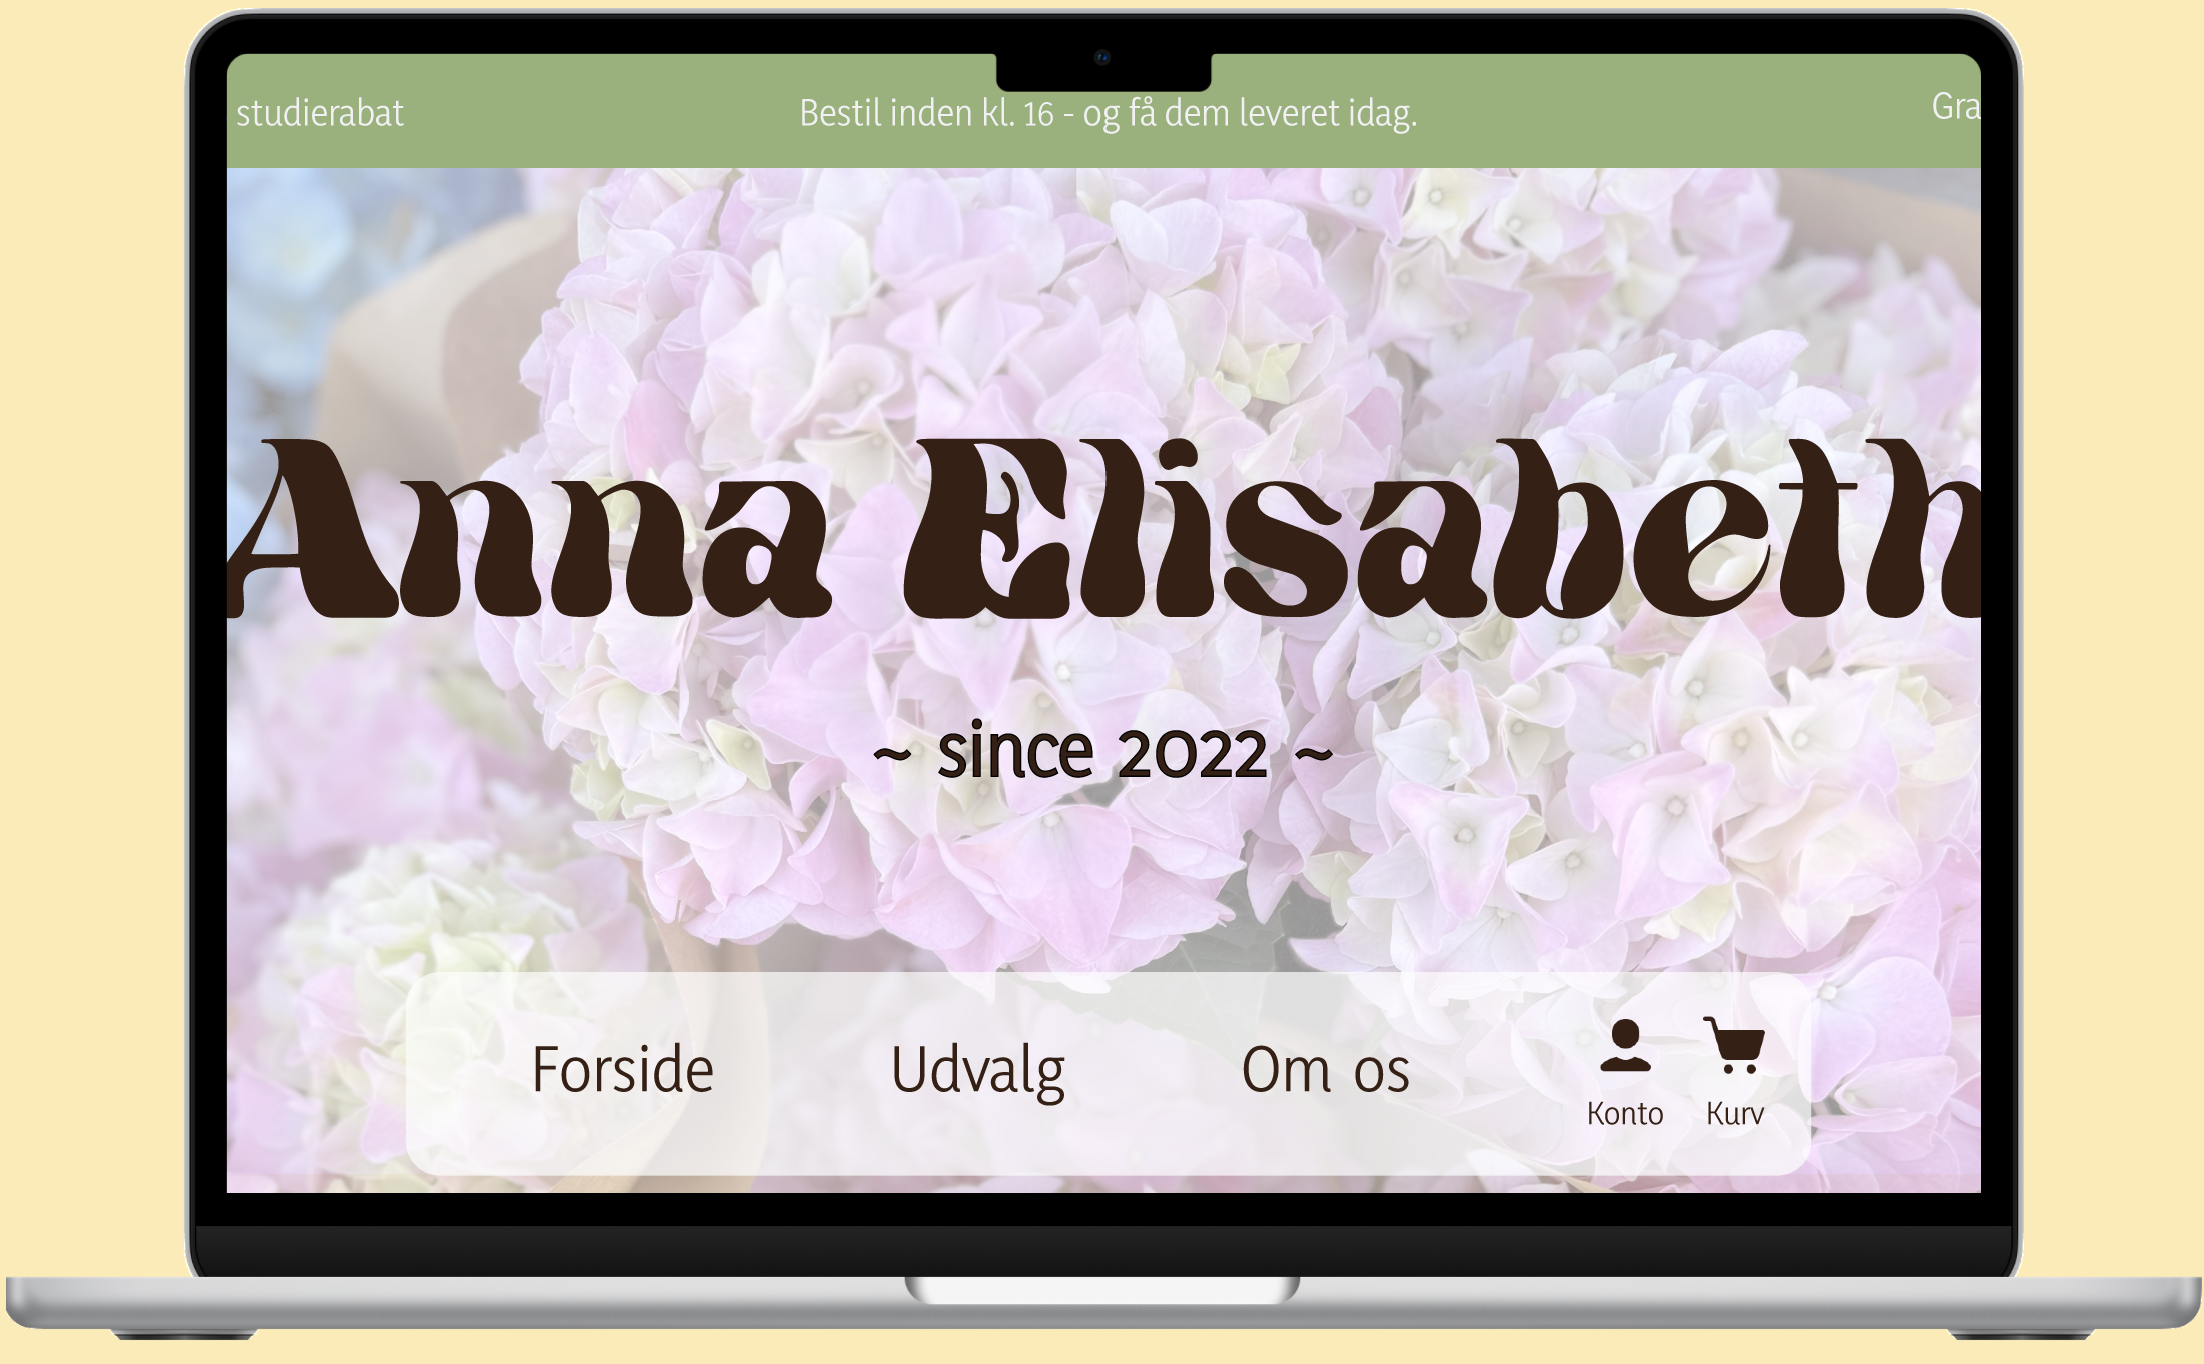 studierabat Bestil inden kl. 16 - og få dem leveret idag. Gra
Anna Elisabeth
~ since 2022 ~
Forside Udvalg Om os
Konto Kurv